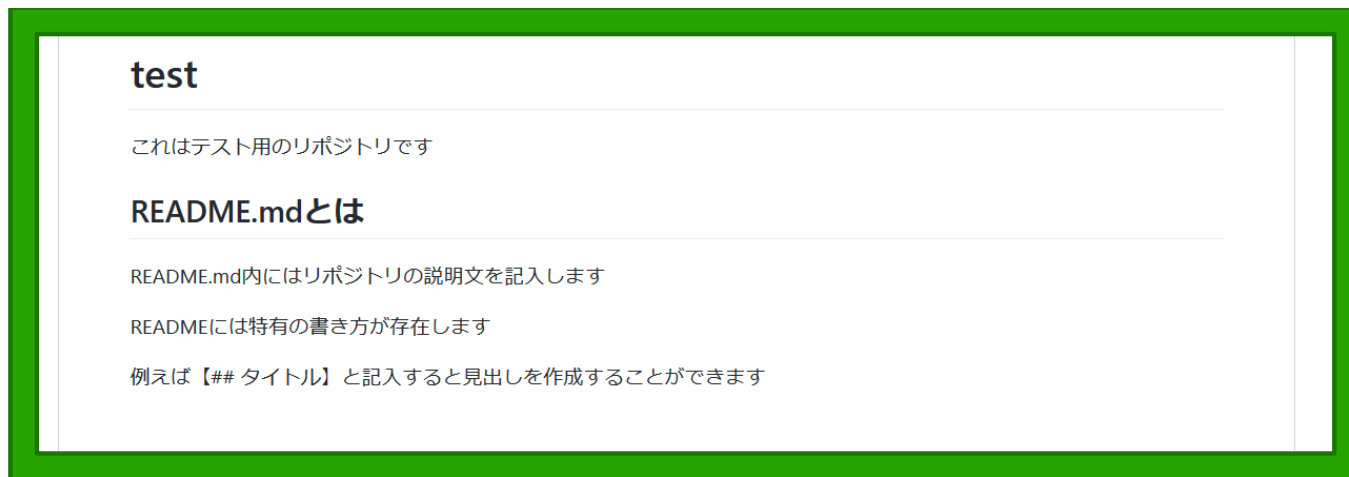 test
これはテスト用のリポジトリです
README.mdとは
README.md内にはリポジトリの説明文を記入します
READMEには特有の書き方が存在します
例えば【## タイトル】と記入すると見出しを作成することができます